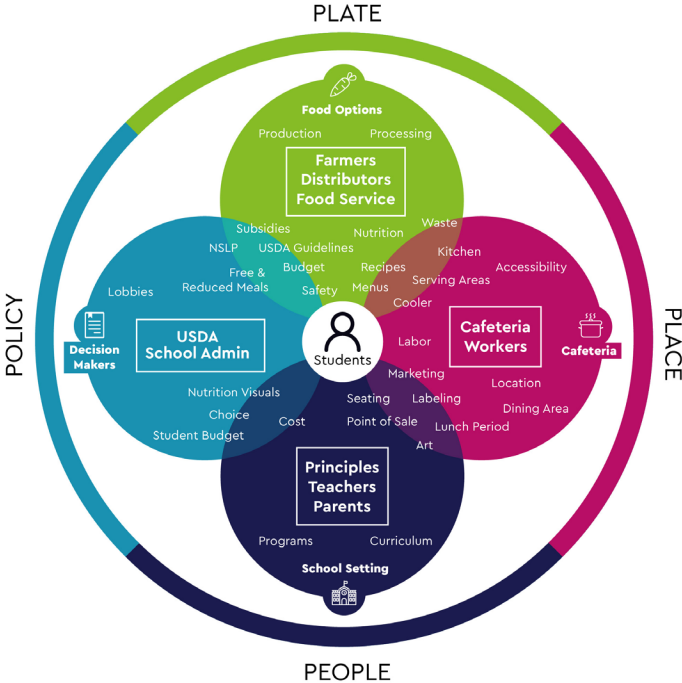 PLATE
Food Options
Production
Processing
Farmers
Distributors
Food Service
Subsidies
Nutrition
Waste
NSLP
USDA Guidelines
Kitchen
Free &
Reduced Meals
Budget
Recipes
Accessibility
Safety
Menus
Serving Areas
Lobbies
Cooler
POLICY
Decision
Makers
USDA
School Admin
Students
Labor
Cafeteria
Workers
Cafeteria
PLACE
Marketing
Nutrition Visuals
Seating
Labeling
Location
Choice
Cost
Point of Sale
Dining Area
Student Budget
Lunch Period
Art
Principles
Teachers
Parents
Programs
Curriculum
School Setting
PEOPLE